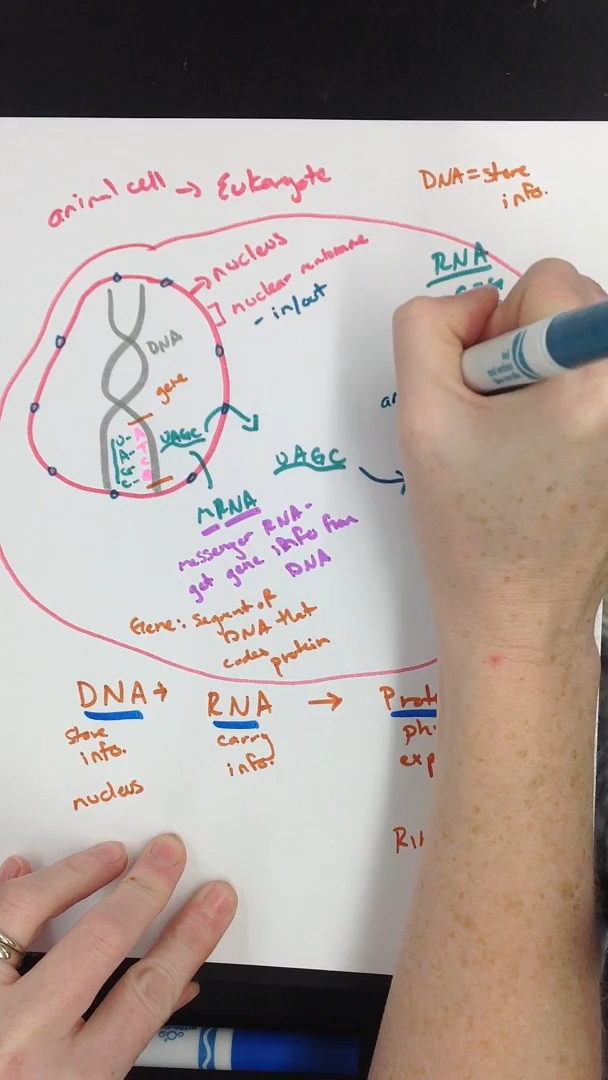 animal cell → Eukaryote
DNA = store
info.
RNA
→ nucleus
] nuclear membrane
- in/out
DNA
gene
U- A
A- T
G- C
C- G
UAGC
UAGC
mRNA
messenger RNA-
get gene info from
DNA
Gene: segment of
DNA that
codes protein
DNA → RNA →
store
info.
carry
info.
nucleus